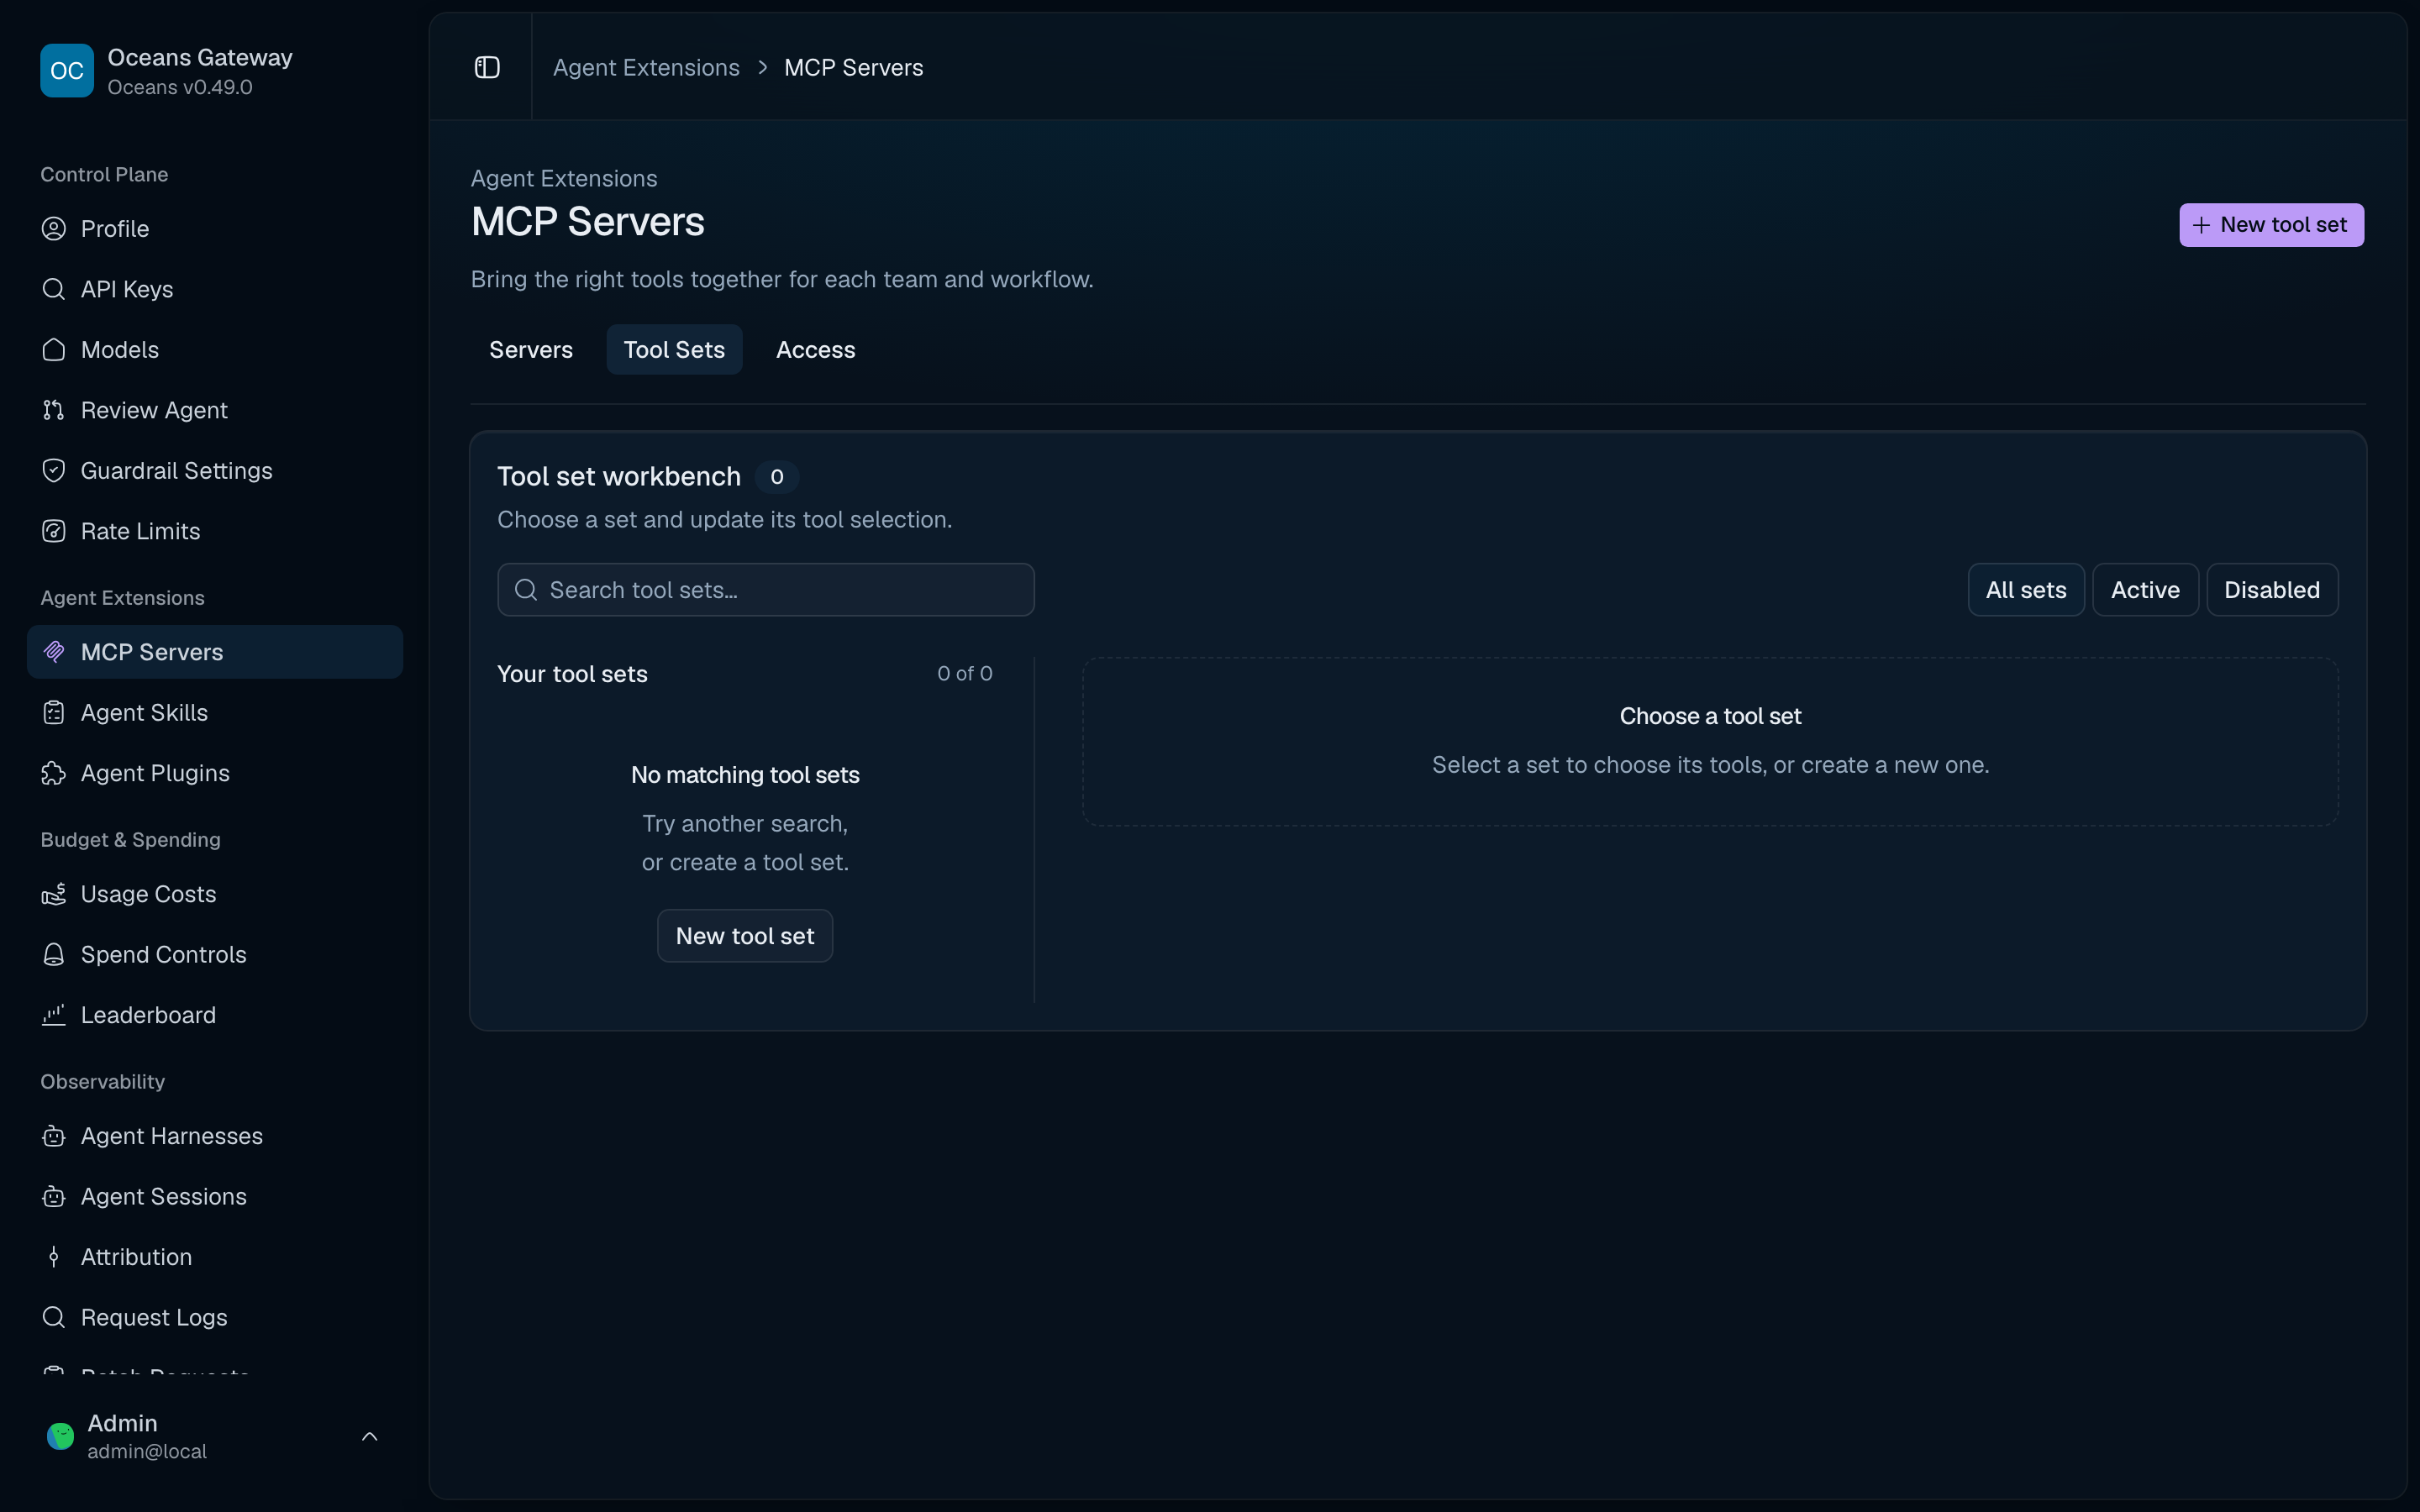 OC
Oceans Gateway
Oceans v0.49.0
Control Plane
Profile
API Keys
Models
Review Agent
Guardrail Settings
Rate Limits
Agent Extensions
MCP Servers
Agent Skills
Agent Plugins
Budget & Spending
Usage Costs
Spend Controls
Leaderboard
Observability
Agent Harnesses
Agent Sessions
Attribution
Request Logs
Admin
admin@local
Agent Extensions > MCP Servers
Agent Extensions
MCP Servers
New tool set
Bring the right tools together for each team and workflow.
Servers Tool Sets Access
Tool set workbench 0
Choose a set and update its tool selection.
Search tool sets...
All sets Active Disabled
Your tool sets 0 of 0
No matching tool sets
Try another search,
or create a tool set.
New tool set
Choose a tool set
Select a set to choose its tools, or create a new one.